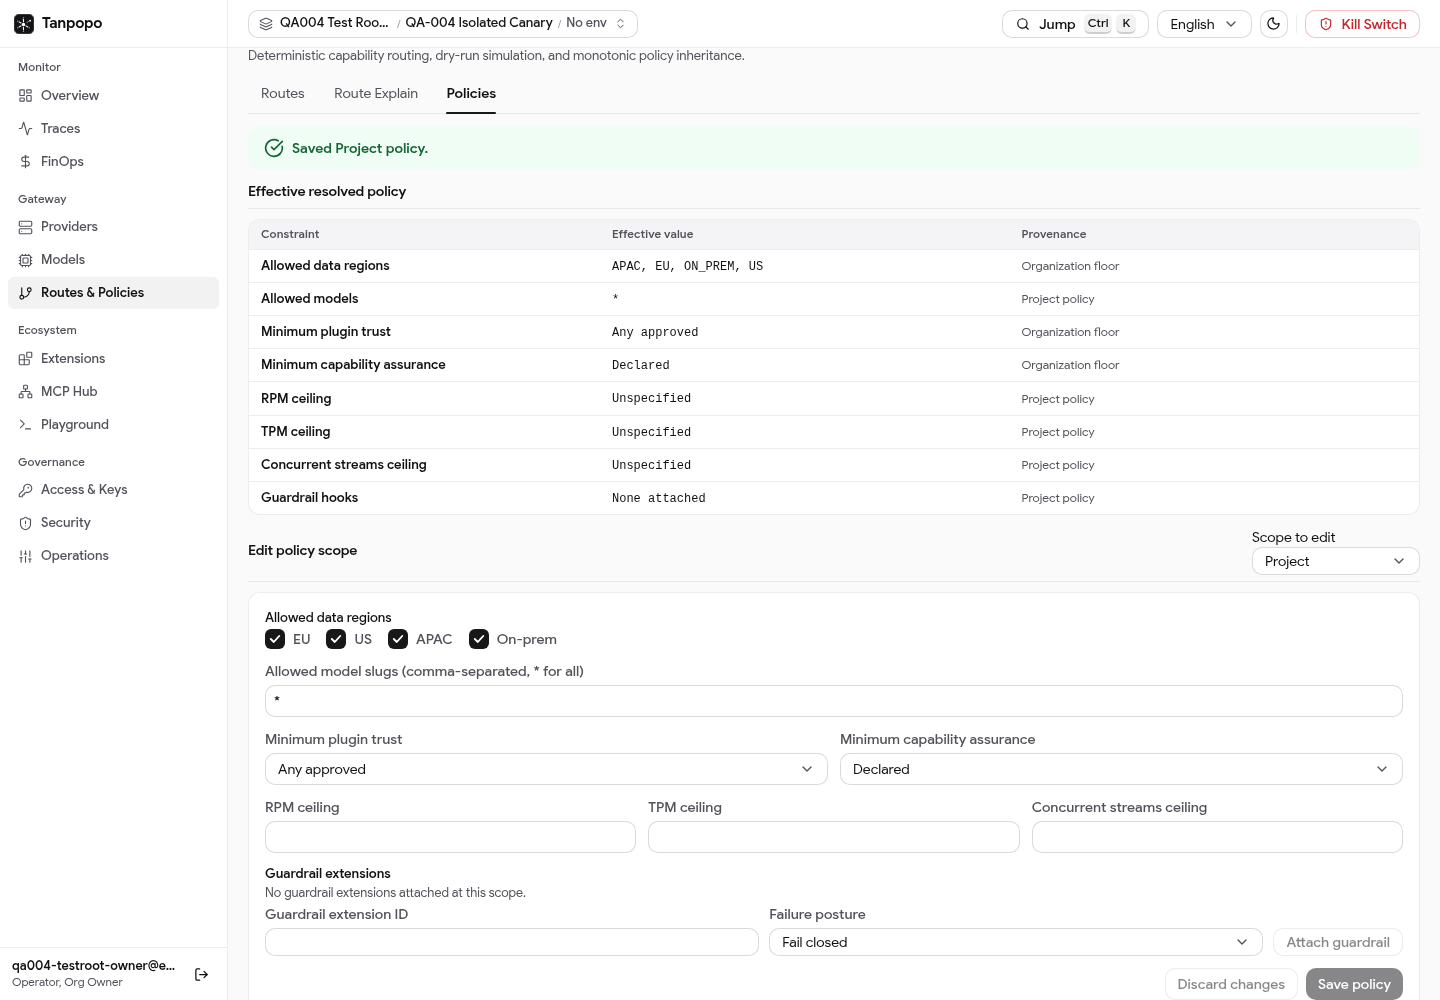 Tanpopo
QA004 Test Roo... / QA-004 Isolated Canary / No env
Jump Ctrl K
English
Kill Switch
Monitor
Overview
Traces
FinOps
Gateway
Providers
Models
Routes & Policies
Ecosystem
Extensions
MCP Hub
Playground
Governance
Access & Keys
Security
Operations
qa004-testroot-owner@e...
Operator, Org Owner
Deterministic capability routing, dry-run simulation, and monotonic policy inheritance.
Routes Route Explain Policies
Saved Project policy.
Effective resolved policy
Constraint Effective value Provenance
Allowed data regions APAC, EU, ON_PREM, US Organization floor
Allowed models * Project policy
Minimum plugin trust Any approved Organization floor
Minimum capability assurance Declared Organization floor
RPM ceiling Unspecified Project policy
TPM ceiling Unspecified Project policy
Concurrent streams ceiling Unspecified Project policy
Guardrail hooks None attached Project policy
Edit policy scope
Scope to edit
Project
Allowed data regions
EU US APAC On-prem
Allowed model slugs (comma-separated, * for all)
*
Minimum plugin trust Minimum capability assurance
Any approved Declared
RPM ceiling TPM ceiling Concurrent streams ceiling
Guardrail extensions
No guardrail extensions attached at this scope.
Guardrail extension ID Failure posture
Fail closed Attach guardrail
Discard changes Save policy